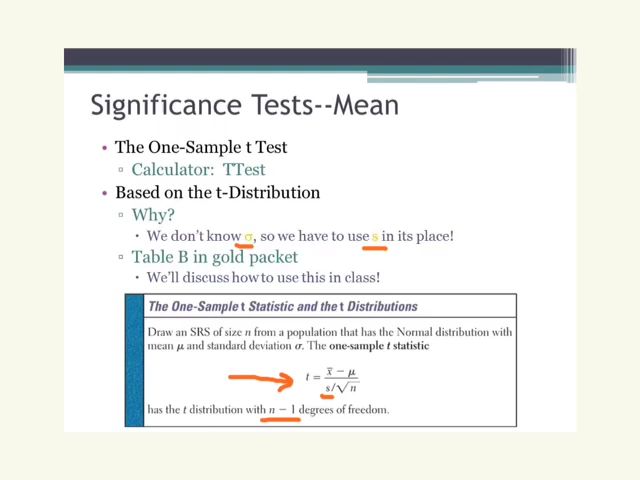 Significance Tests--Mean
• The One-Sample t Test
▫ Calculator: TTest
• Based on the t-Distribution
▫ Why?
• We don't know σ, so we have to use s in its place!
▫ Table B in gold packet
• We'll discuss how to use this in class!
The One-Sample t Statistic and the t Distributions
Draw an SRS of size n from a population that has the Normal distribution with
mean μ and standard deviation σ. The one-sample t statistic
t = (x̄ − μ) / (s/√n)
has the t distribution with n − 1 degrees of freedom.